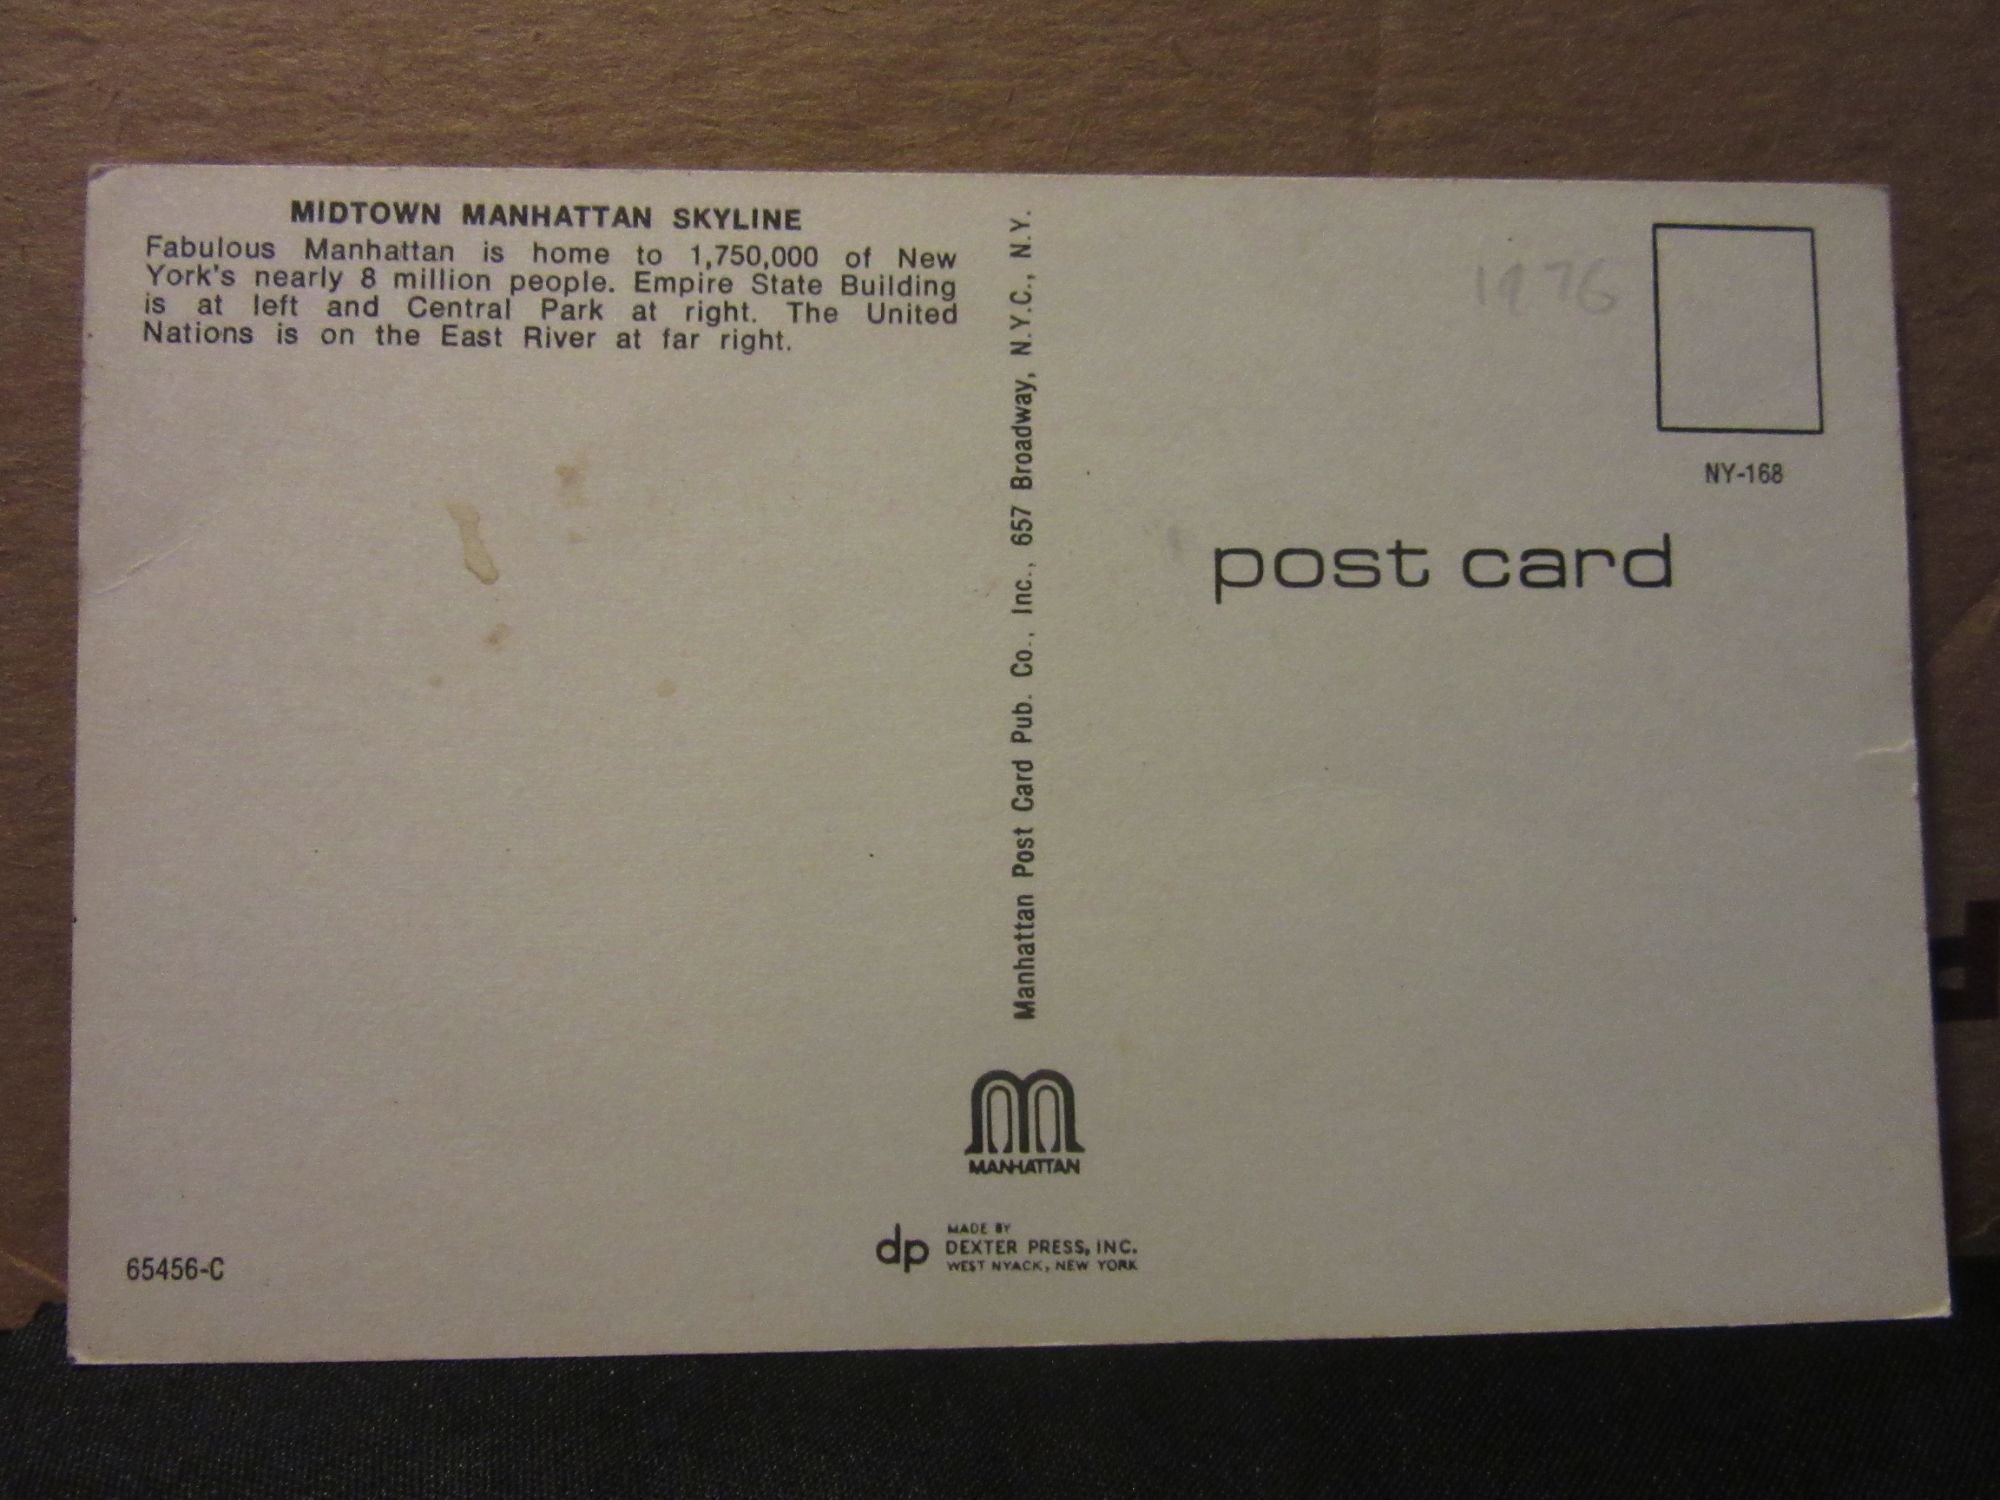 MIDTOWN MANHATTAN SKYLINE
Fabulous Manhattan is home to 1,750,000 of New
York's nearly 8 million people. Empire State Building
is at left and Central Park at right. The United
Nations is on the East River at far right.
65456-C
Manhattan Post Card Pub. Co., Inc., 657 Broadway, N.Y.C., N.Y.
MANHATTAN
dp
MADE BY
DEXTER PRESS, INC.
WEST NYACK, NEW YORK
1976
NY-168
post card